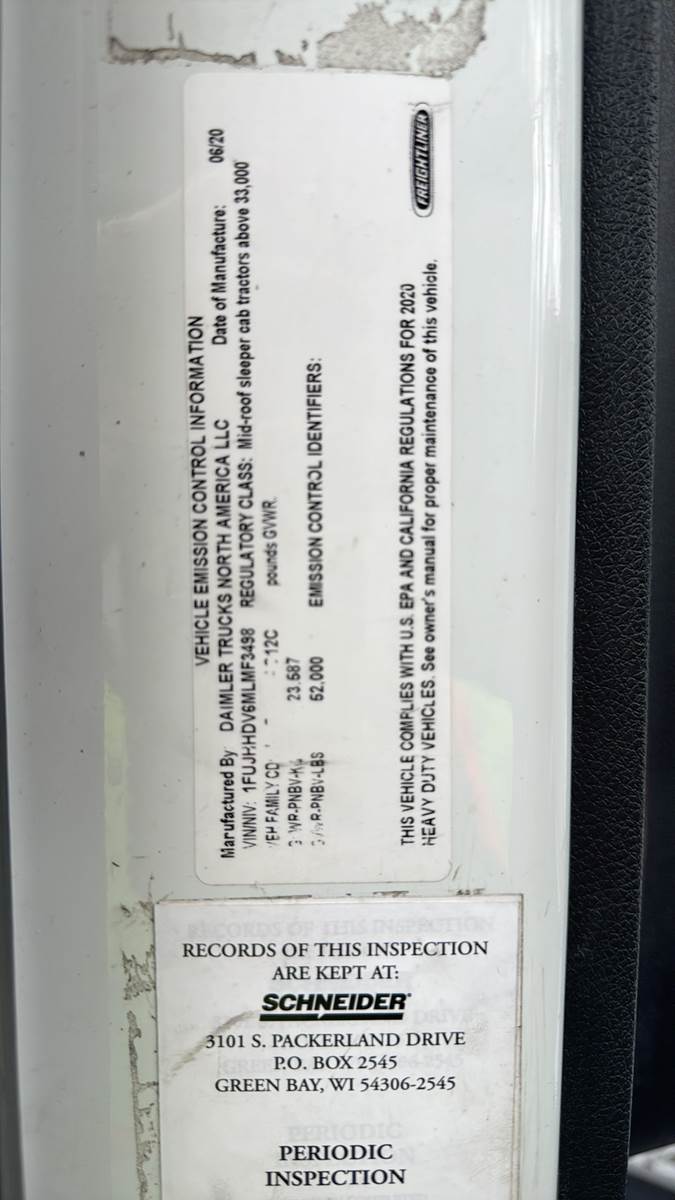 VEHICLE EMISSION CONTROL INFORMATION
Manufactured By DAIMLER TRUCKS NORTH AMERICA LLC Date of Manufacture: 06/20
VIN/NIV: REGULATORY CLASS: Mid-roof sleeper cab tractors above 33,000
FAMILY pounds GVWR.
23.687
62,000 EMISSION CONTROL IDENTIFIERS:
THIS VEHICLE COMPLIES WITH U.S. EPA AND CALIFORNIA REGULATIONS FOR 2020
HEAVY DUTY VEHICLES. See owner's manual for proper maintenance of this vehicle.
FREIGHTLINER
RECORDS OF THIS INSPECTION
ARE KEPT AT:
SCHNEIDER
3101 S. PACKERLAND DRIVE
P.O. BOX 2545
GREEN BAY, WI 54306-2545
PERIODIC
INSPECTION